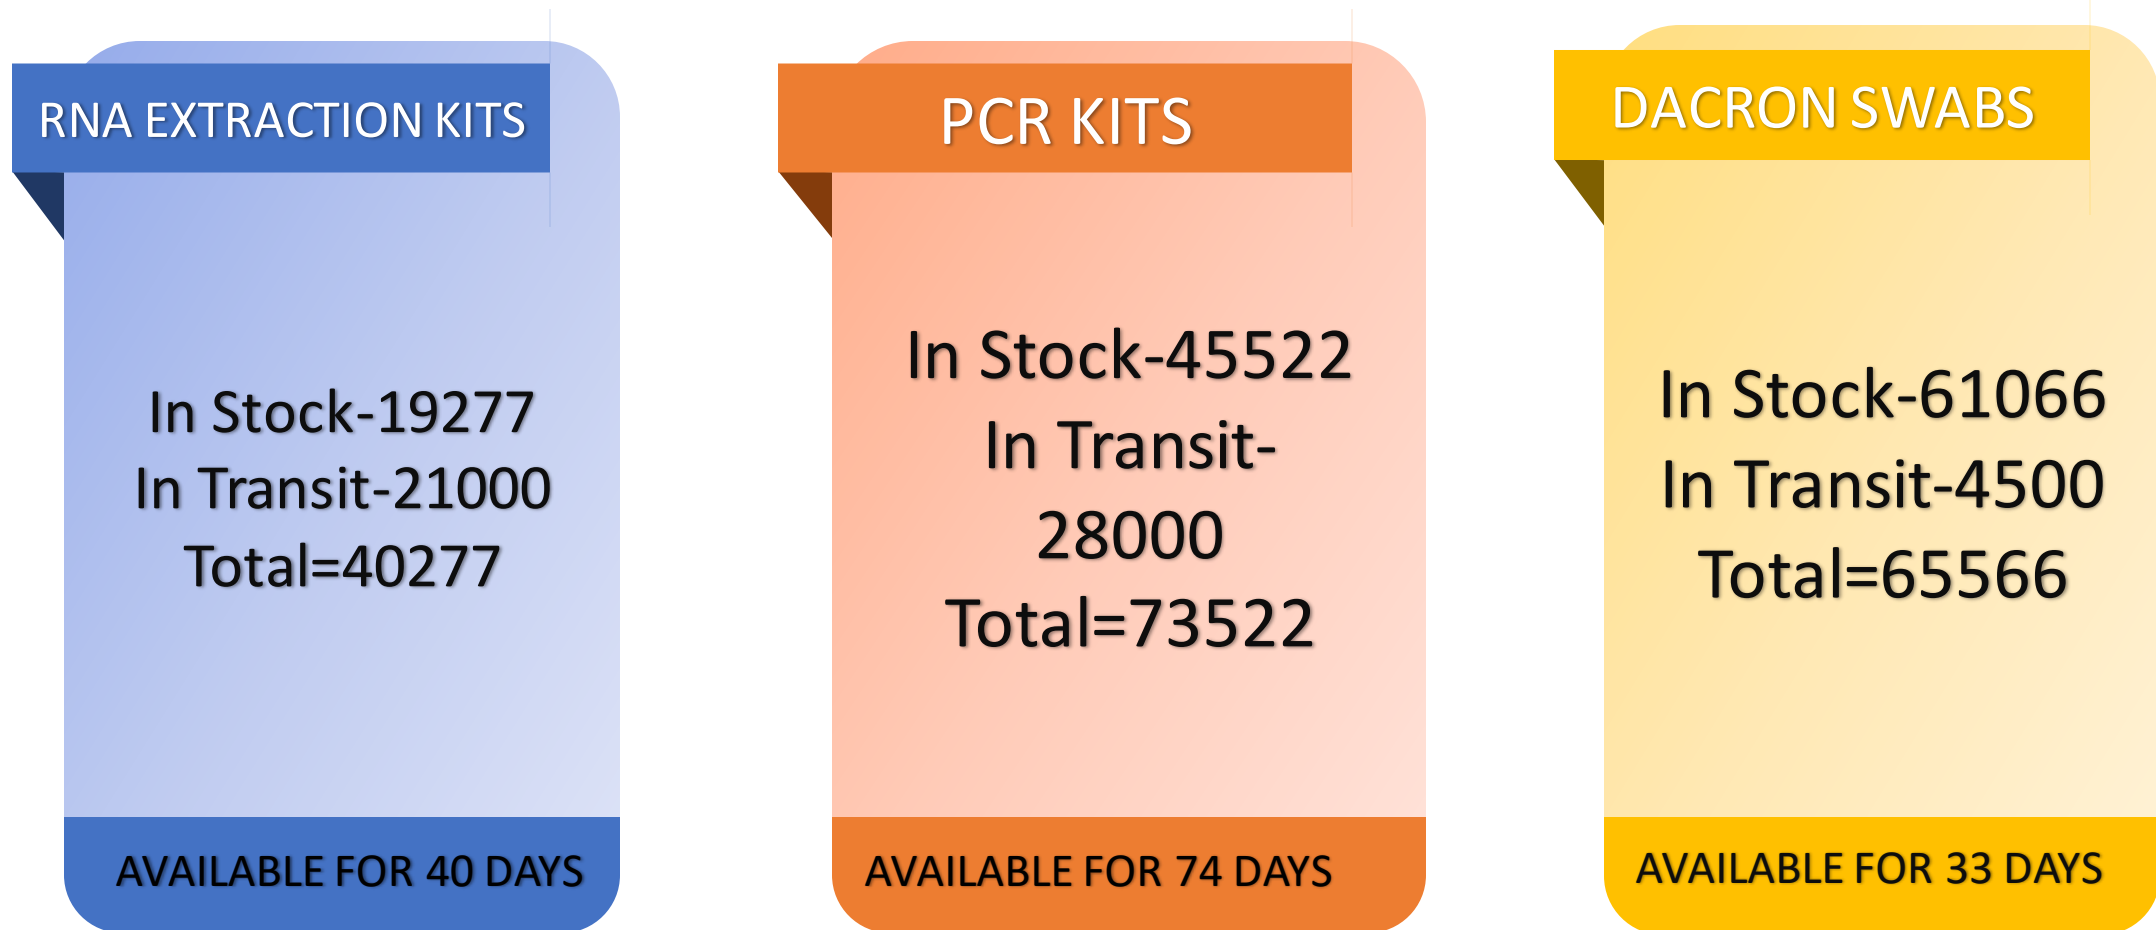 RNA EXTRACTION KITS
In Stock-19277
In Transit-21000
Total=40277
AVAILABLE FOR 40 DAYS
PCR KITS
In Stock-45522
In Transit-
28000
Total=73522
AVAILABLE FOR 74 DAYS
DACRON SWABS
In Stock-61066
In Transit-4500
Total=65566
AVAILABLE FOR 33 DAYS